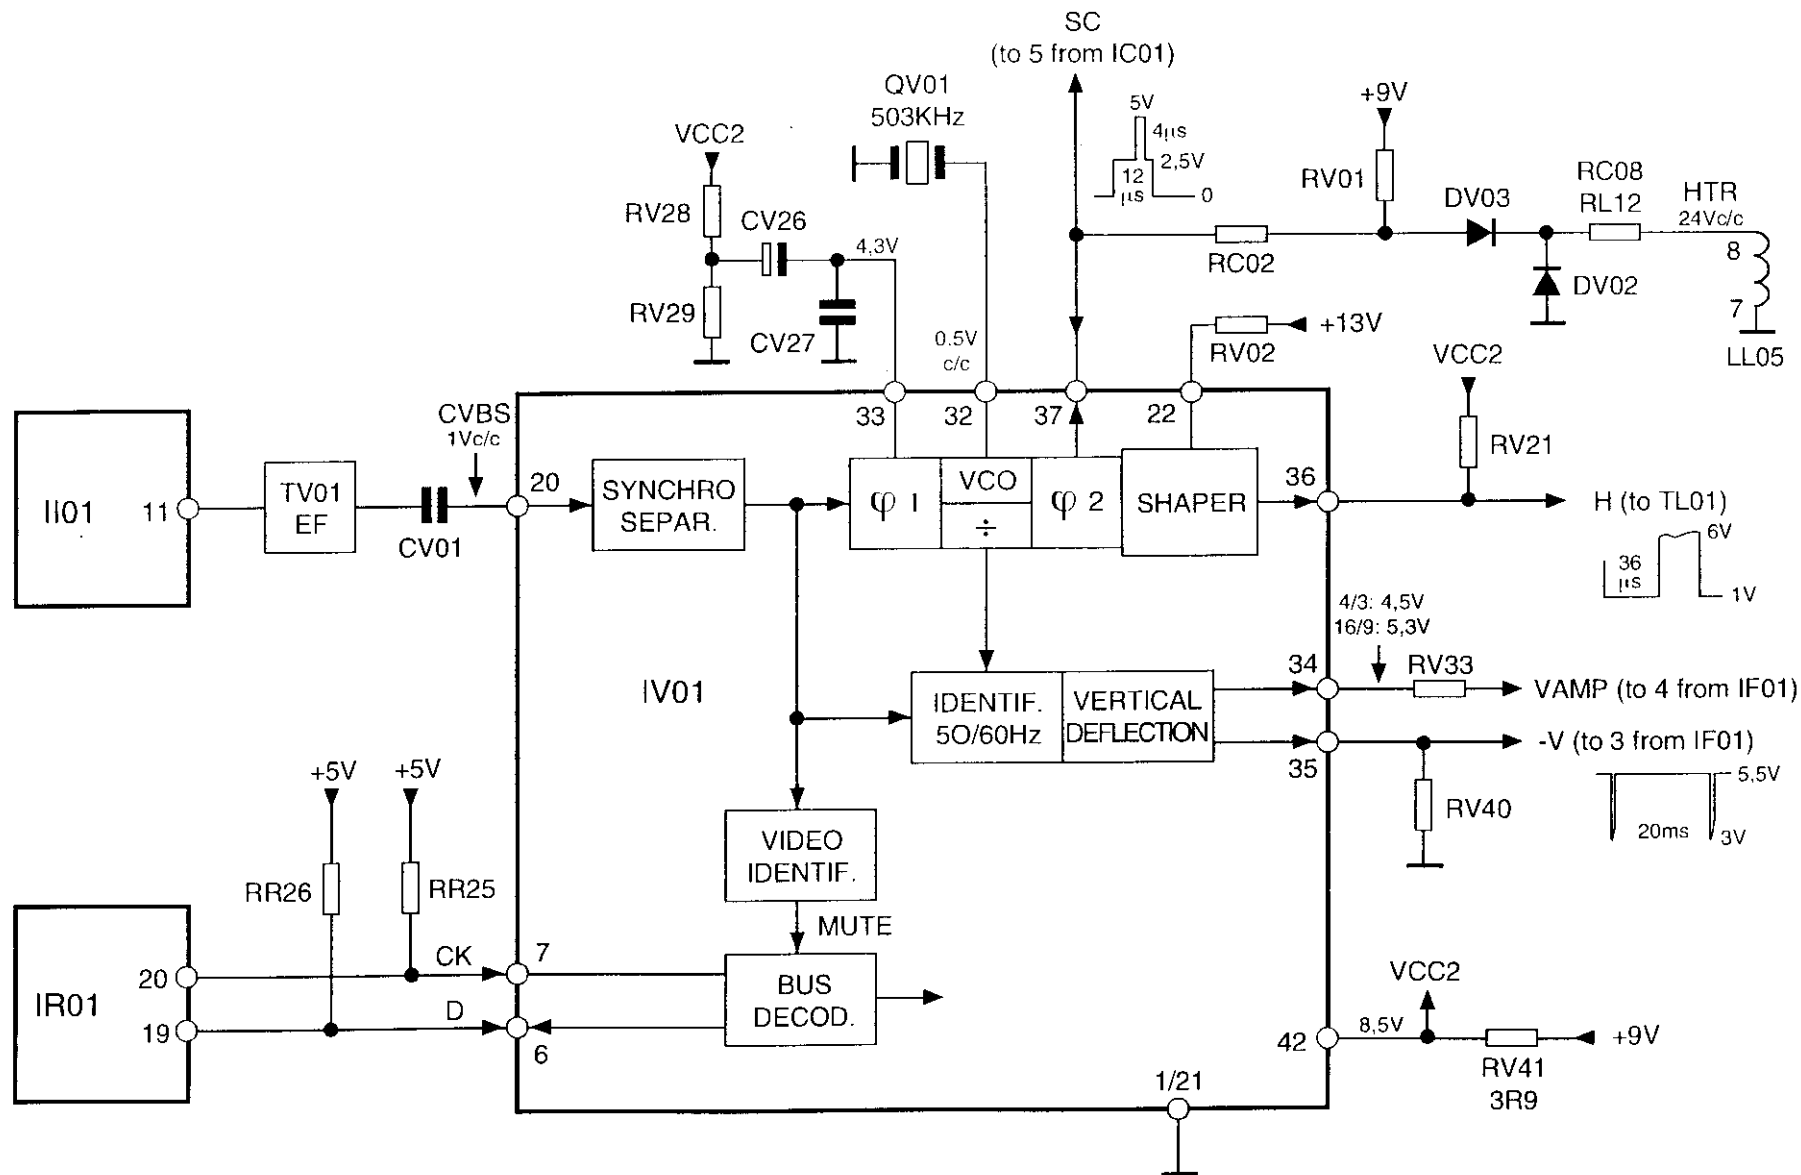 SC
(to 5 from IC01)
QV01
503KHz
VCC2
+9V
5V
4µs
2,5V
12
µs
0
RV28
CV26
RV01
RC08
RL12
HTR
24Vc/c
DV03
4,3V
8
RC02
DV02
RV29
CV27
7
0.5V
c/c
+13V
RV02
VCC2
LL05
CVBS
1Vc/c
33
32
37
22
RV21
II01
11
TV01
EF
CV01
20
SYNCHRO
SEPAR.
φ 1
VCO
÷
φ 2
SHAPER
36
H (to TL01)
6V
36
µs
1V
4/3: 4,5V
16/9: 5,3V
IV01
34
RV33
VAMP (to 4 from IF01)
IDENTIF.
5O/60Hz
VERTICAL
DEFLECTION
-V (to 3 from IF01)
35
5,5V
+5V
+5V
RV40
20ms
3V
VIDEO
IDENTIF.
RR26
RR25
MUTE
IR01
20
CK
7
BUS
DECOD.
VCC2
19
D
6
42
8,5V
+9V
RV41
3R9
1/21